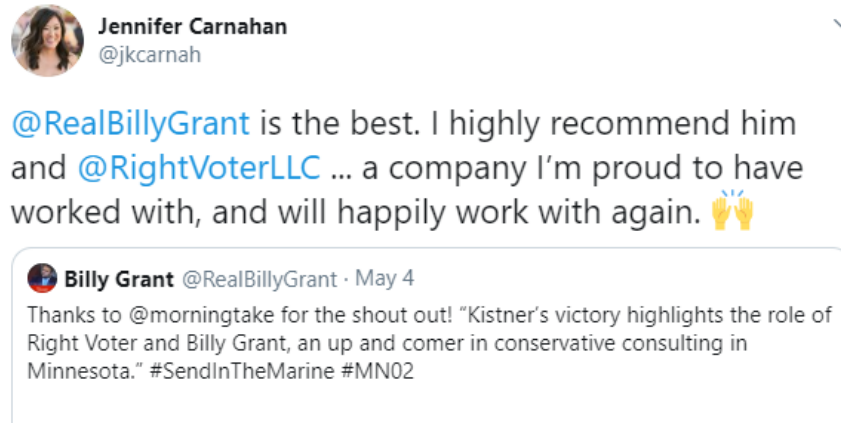 Jennifer Carnahan
@jkcarnah
@RealBillyGrant is the best. I highly recommend him
and @RightVoterLLC ... a company I’m proud to have
worked with, and will happily work with again. 🙌
Billy Grant @RealBillyGrant · May 4
Thanks to @morningtake for the shout out! “Kistner’s victory highlights the role of
Right Voter and Billy Grant, an up and comer in conservative consulting in
Minnesota.” #SendInTheMarine #MN02